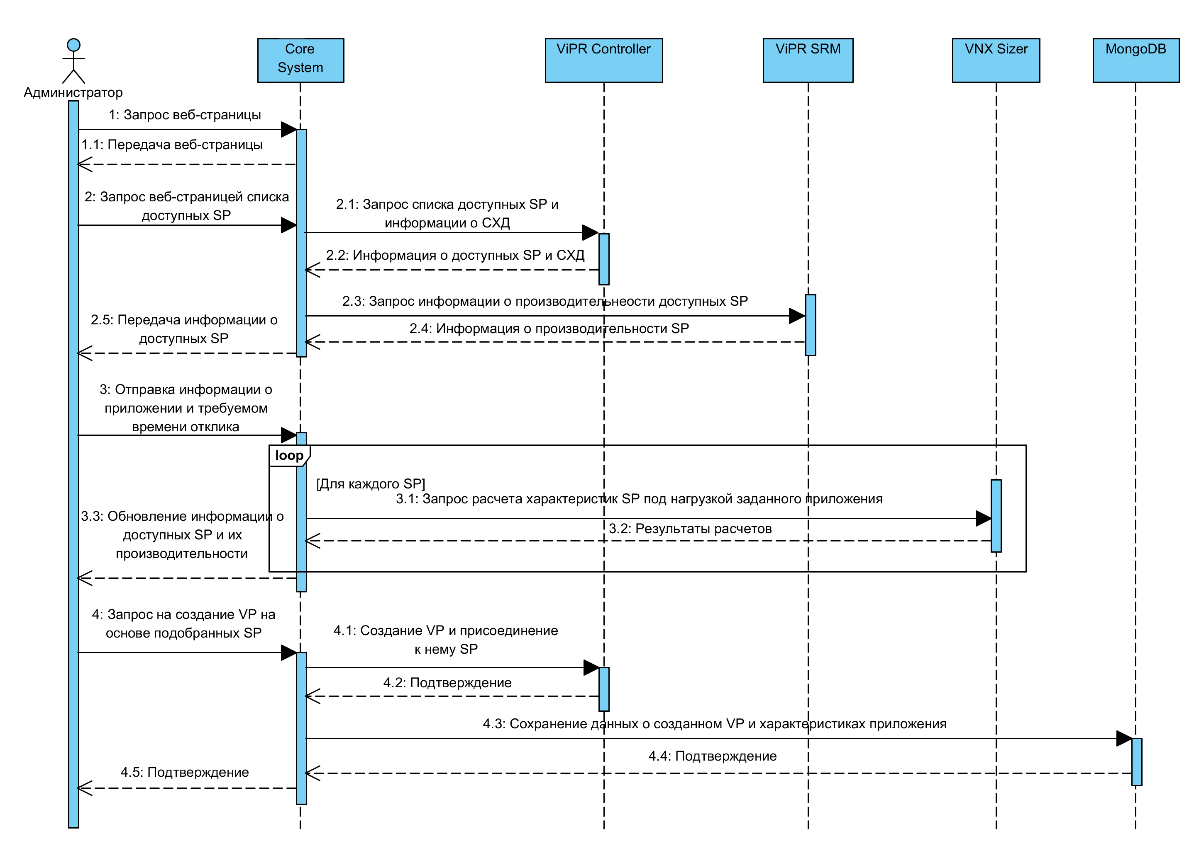 Core
System
ViPR Controller
ViPR SRM
VNX Sizer
MongoDB
Администратор
1: Запрос веб-страницы
1.1: Передача веб-страницы
2: Запрос веб-страницей списка
доступных SP
2.1: Запрос списка доступных SP и
информации о СХД
2.2: Информация о доступных SP и СХД
2.3: Запрос информации о производительнеости доступных SP
2.4: Информация о производительности SP
2.5: Передача информации о
доступных SP
3: Отправка информации о
приложении и требуемом
времени отклика
loop
[Для каждого SP]
3.1: Запрос расчета характеристик SP под нагрузкой заданного приложения
3.2: Результаты расчетов
3.3: Обновление информации о
доступных SP и их
производительности
4: Запрос на создание VP на
основе подобранных SP
4.1: Создание VP и присоединение
к нему SP
4.2: Подтверждение
4.3: Сохранение данных о созданном VP и характеристиках приложения
4.4: Подтверждение
4.5: Подтверждение